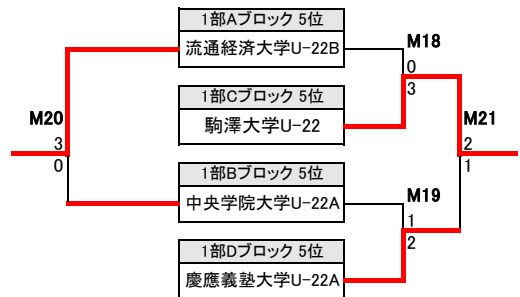 1部Aブロック 5位
流通経済大学U-22B
M18
0
3
1部Cブロック 5位
駒澤大学U-22
M20
3
0
M21
2
1
1部Bブロック 5位
中央学院大学U-22A
M19
1
2
1部Dブロック 5位
慶應義塾大学U-22A